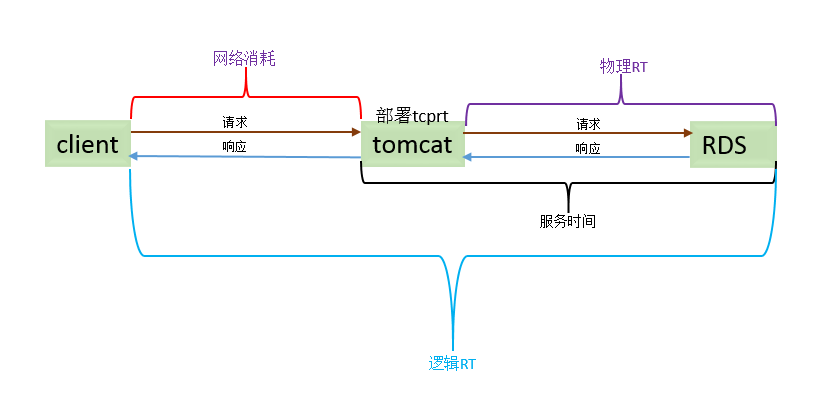 网络消耗
物理RT
部署tcprt
请求
请求
client
tomcat
RDS
响应
响应
服务时间
逻辑RT